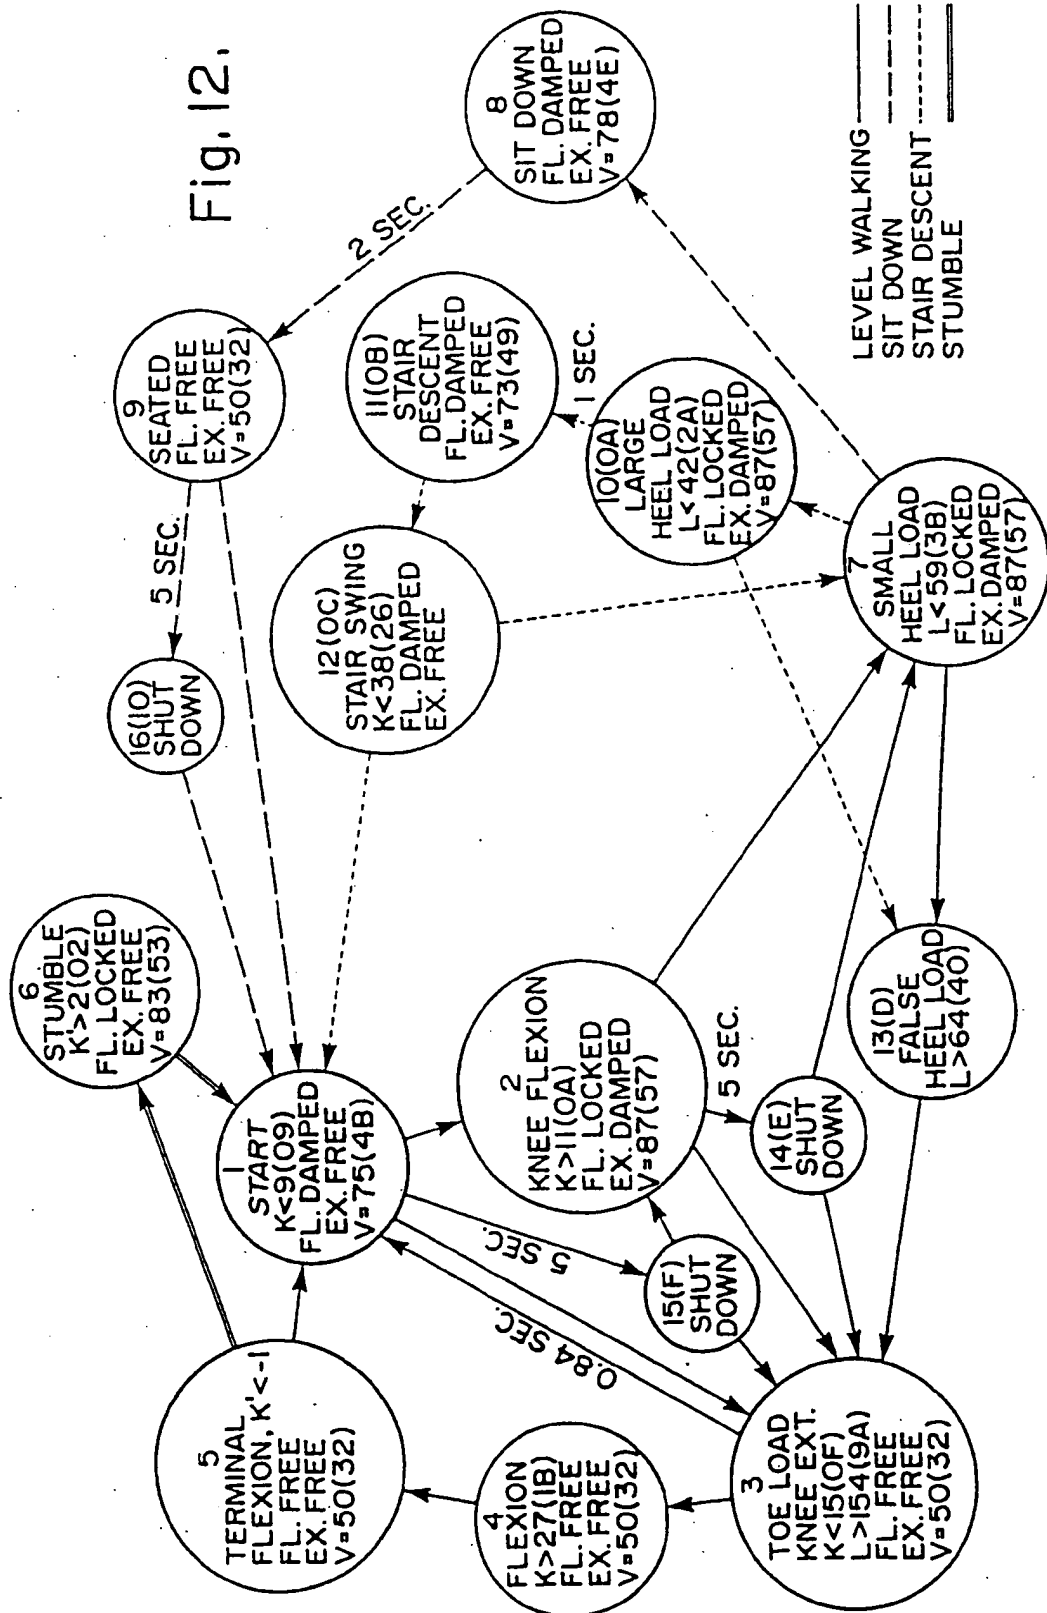 Fig. 12.
1
START
K<9(09)
FL. DAMPED
EX. FREE
V=75(4B)
2
KNEE FLEXION
K>11(0A)
FL. LOCKED
EX. DAMPED
V=87(57)
3
TOE LOAD
KNEE EXT.
K<15(0F)
L>154(9A)
FL. FREE
EX. FREE
V=50(32)
4
FLEXION
K>27(1B)
FL. FREE
EX. FREE
V=50(32)
5
TERMINAL
FLEXION, K'<-1
FL. FREE
EX. FREE
V=50(32)
6
STUMBLE
K'>2(02)
FL. LOCKED
EX. FREE
V=83(53)
7
SMALL
HEEL LOAD
L<59(3B)
FL. LOCKED
EX. DAMPED
V=87(57)
8
SIT DOWN
FL. DAMPED
EX. FREE
V=78(4E)
9
SEATED
FL. FREE
EX. FREE
V=50(32)
10(0A)
LARGE
HEEL LOAD
L<42(2A)
FL. LOCKED
EX. DAMPED
V=87(57)
11(0B)
STAIR
DESCENT
FL. DAMPED
EX. FREE
V=73(49)
12(0C)
STAIR SWING
K<38(26)
FL. DAMPED
EX. FREE
13(D)
FALSE
HEEL LOAD
L>64(40)
14(E)
SHUT
DOWN
15(F)
SHUT
DOWN
16(10)
SHUT
DOWN
5 SEC.
2 SEC.
1 SEC.
5 SEC.
0.84 SEC.
5 SEC.
LEVEL WALKING
SIT DOWN
STAIR DESCENT
STUMBLE